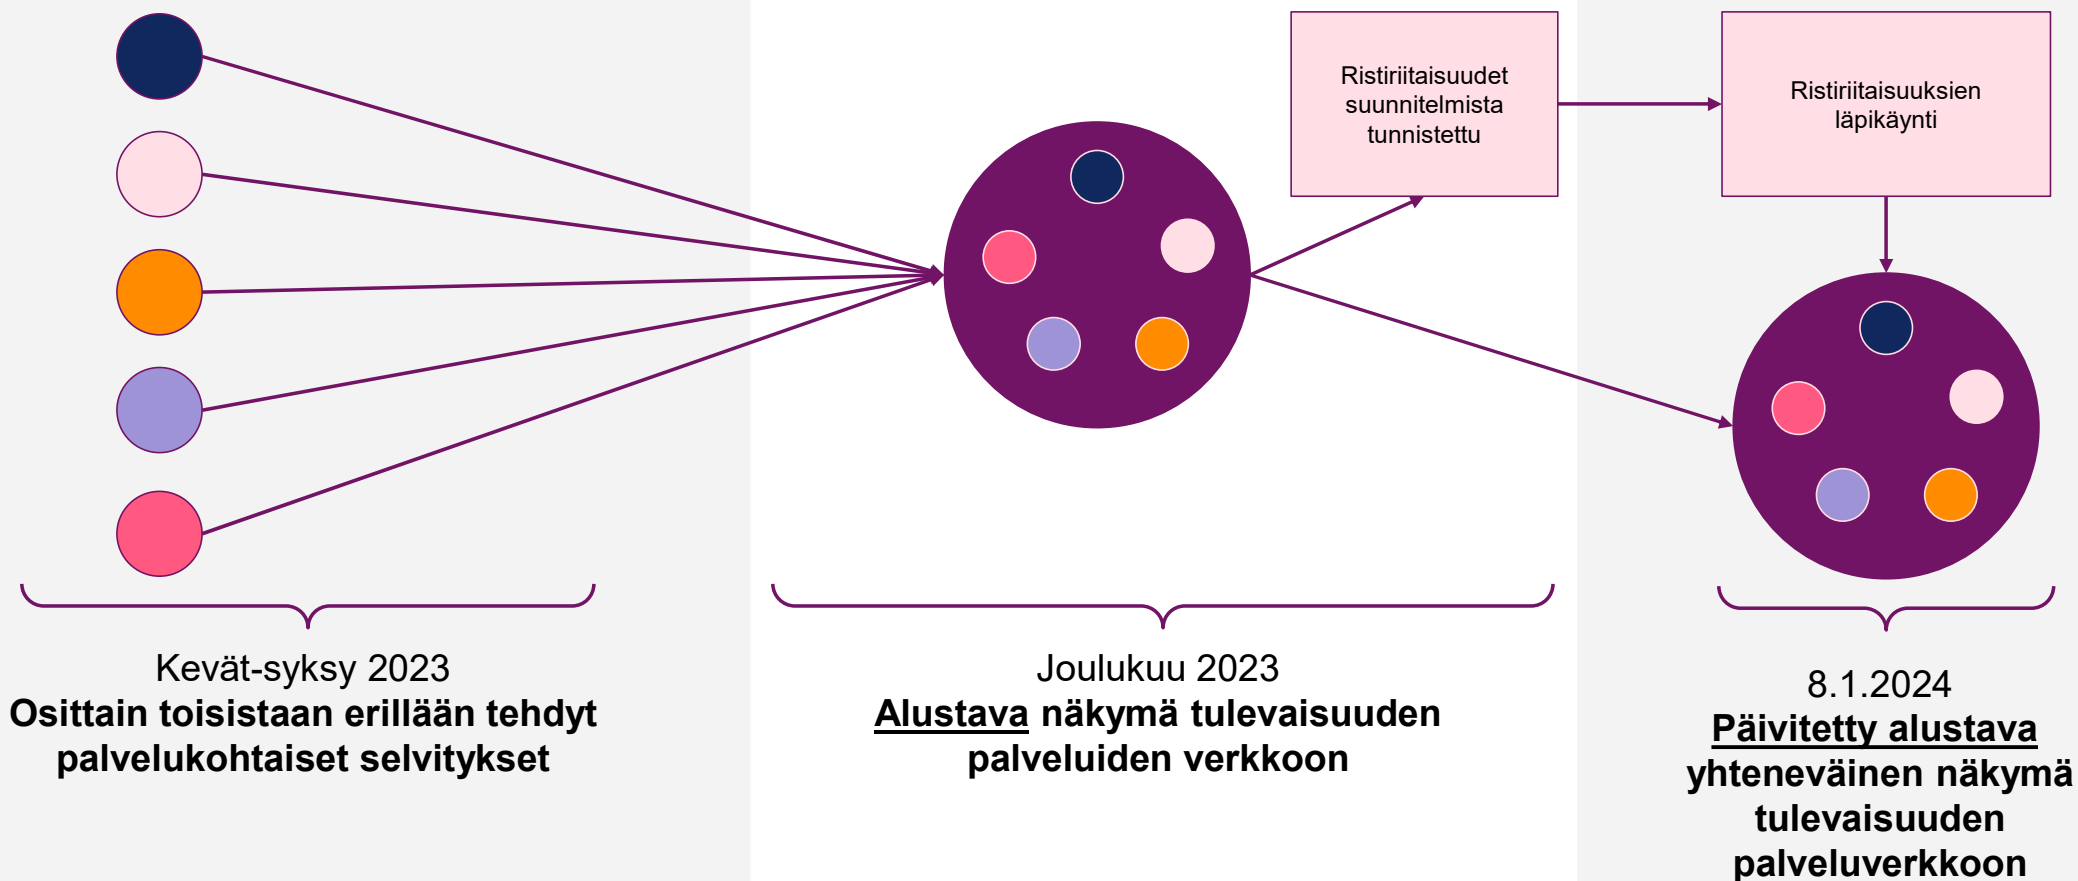 Ristiriitaisuudet
suunnitelmista
tunnistettu
Ristiriitaisuuksien
läpikäynti
Kevät-syksy 2023
Osittain toisistaan erillään tehdyt
palvelukohtaiset selvitykset
Joulukuu 2023
Alustava näkymä tulevaisuuden
palveluiden verkkoon
8.1.2024
Päivitetty alustava
yhteneväinen näkymä
tulevaisuuden
palveluverkkoon